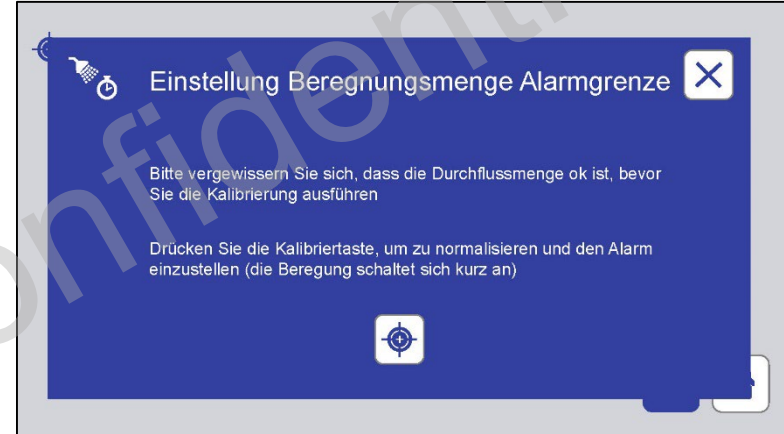 Einstellung Beregnungsmenge Alarmgrenze
Bitte vergewissern Sie sich, dass die Durchflussmenge ok ist, bevor
Sie die Kalibrierung ausführen
Drücken Sie die Kalibriertaste, um zu normalisieren und den Alarm
einzustellen (die Beregung schaltet sich kurz an)